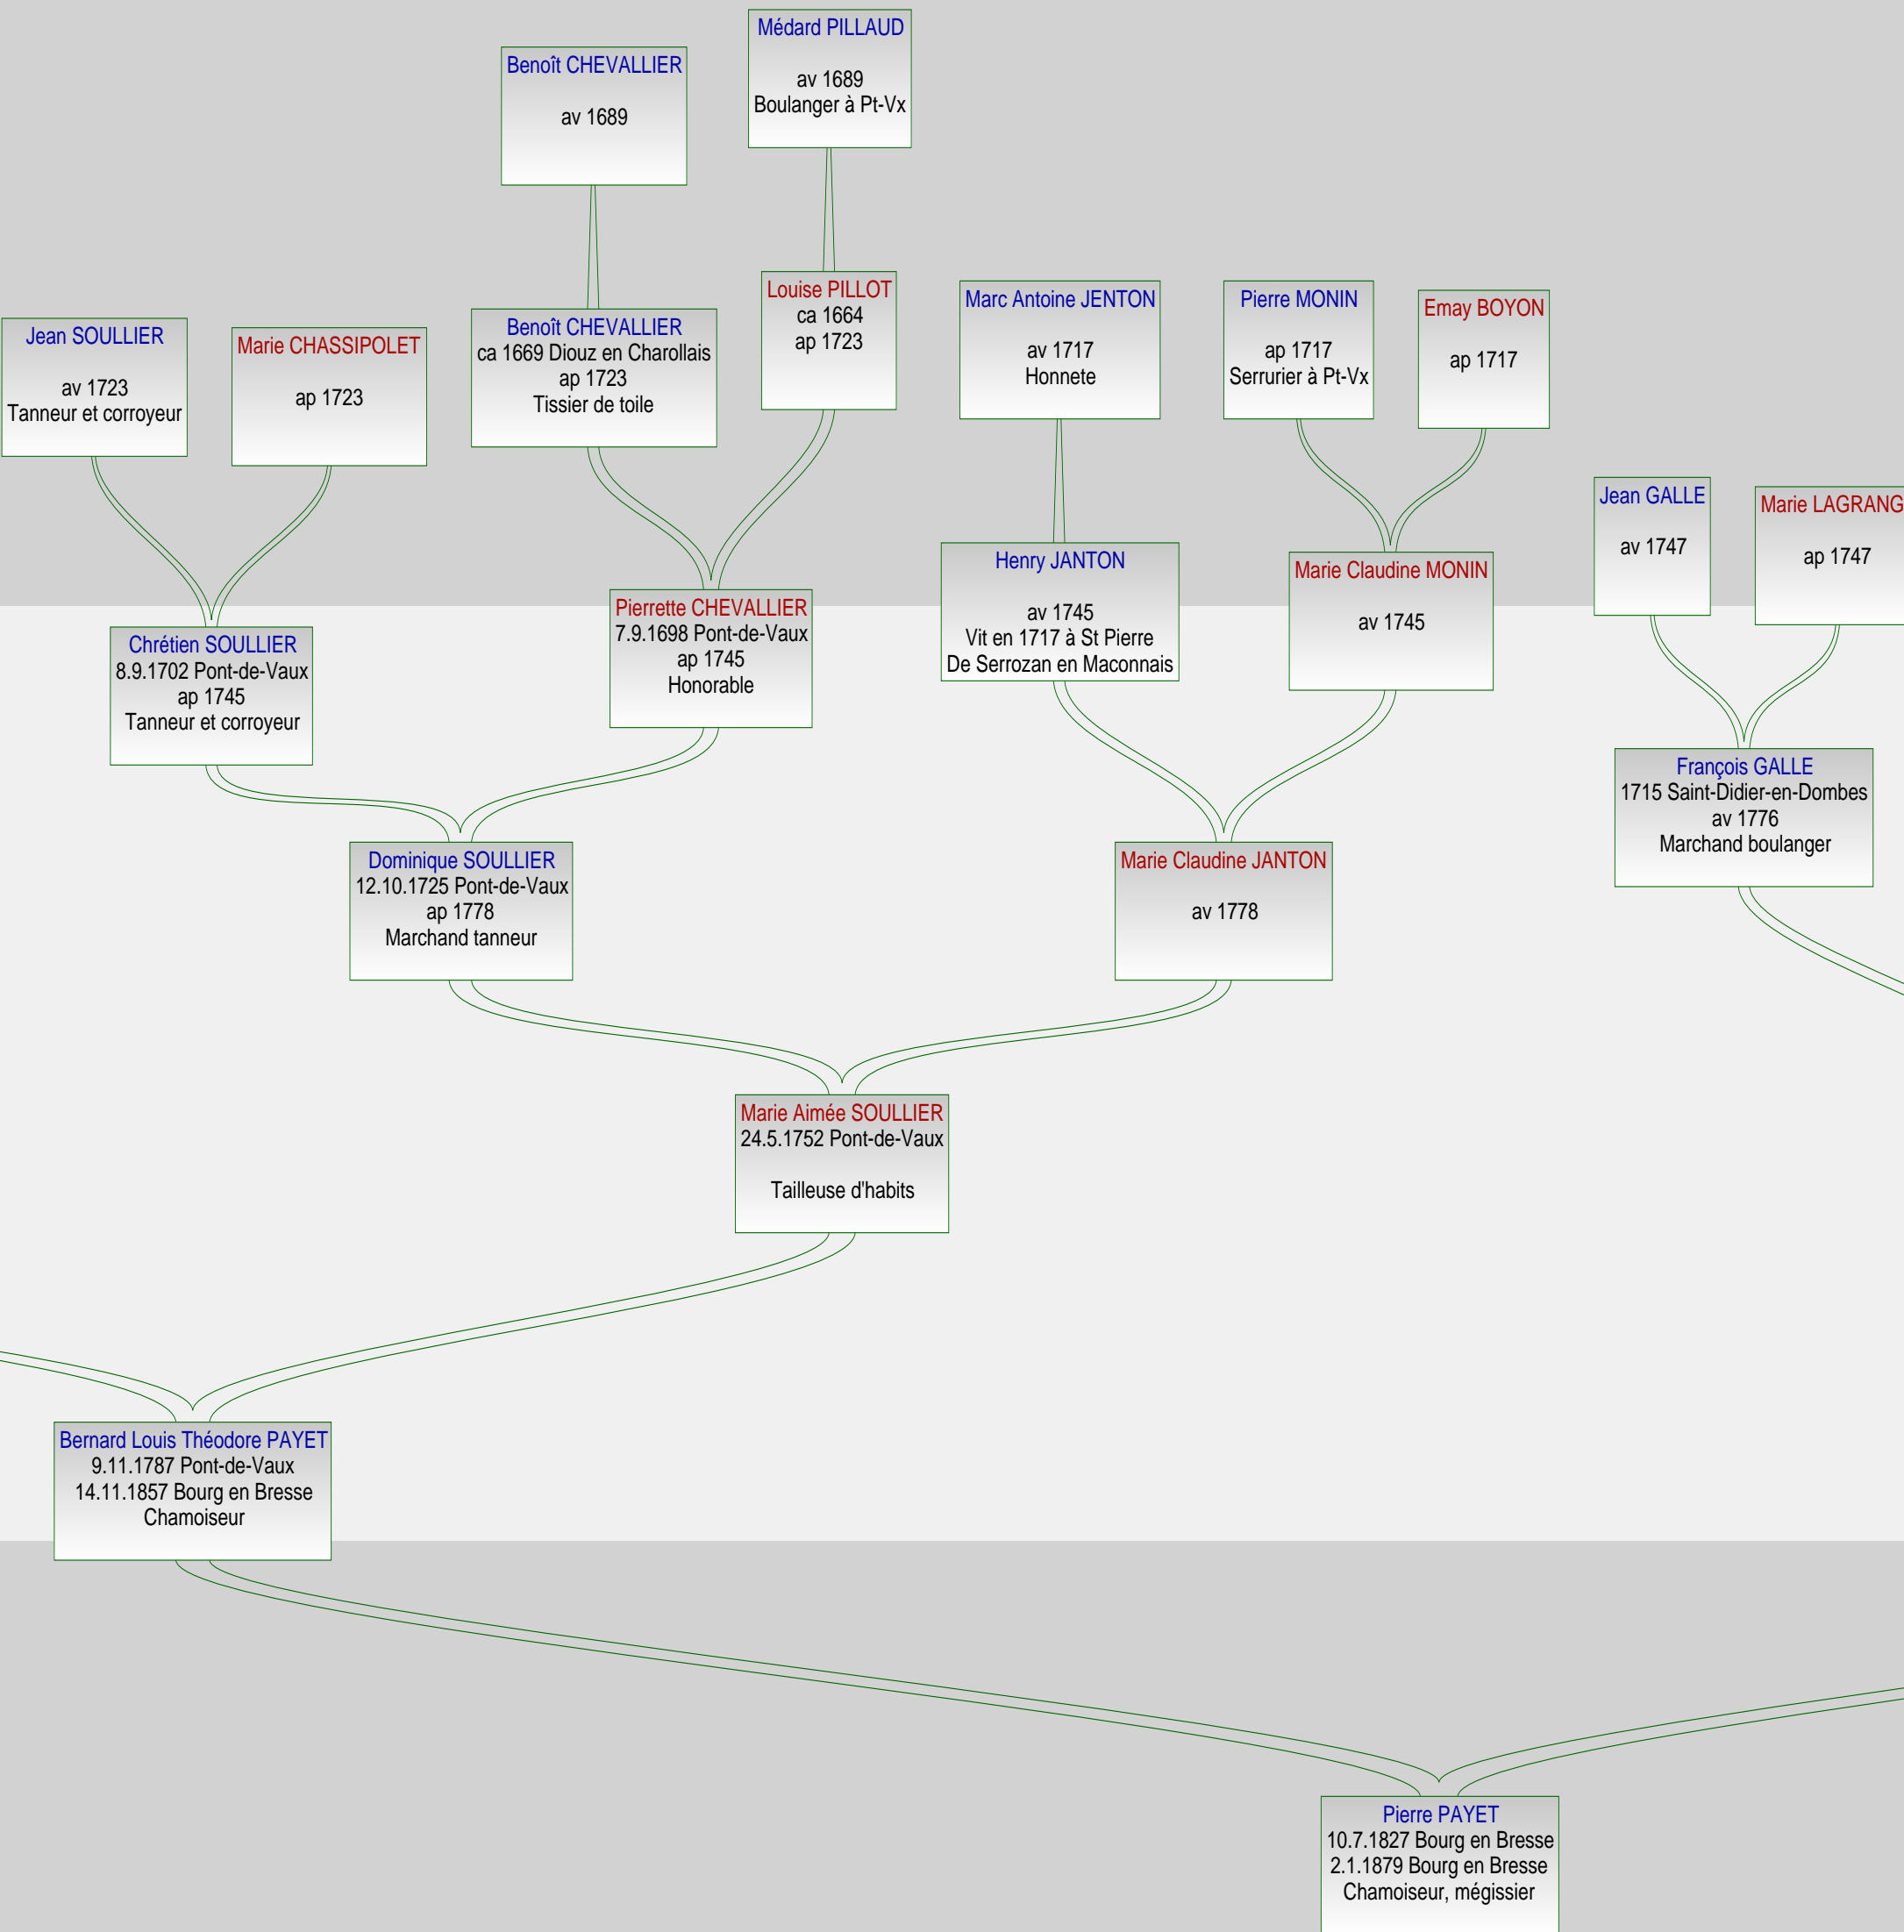 Médard PILLAUD
av 1689
Boulanger à Pt-Vx
Benoît CHEVALLIER
av 1689
Louise PILLOT
ca 1664
ap 1723
Marc Antoine JENTON
av 1717
Honnete
Pierre MONIN
ap 1717
Serrurier à Pt-Vx
Emay BOYON
ap 1717
Benoît CHEVALLIER
ca 1669 Diouz en Charollais
ap 1723
Tissier de toile
Jean SOULLIER
av 1723
Tanneur et corroyeur
Marie CHASSIPOLET
ap 1723
Jean GALLE
av 1747
Marie LAGRANG
ap 1747
Henry JANTON
av 1745
Vit en 1717 à St Pierre
De Serrozan en Maconnais
Marie Claudine MONIN
av 1745
Pierrette CHEVALLIER
7.9.1698 Pont-de-Vaux
ap 1745
Honorable
Chrétien SOULLIER
8.9.1702 Pont-de-Vaux
ap 1745
Tanneur et corroyeur
François GALLE
1715 Saint-Didier-en-Dombes
av 1776
Marchand boulanger
Dominique SOULLIER
12.10.1725 Pont-de-Vaux
ap 1778
Marchand tanneur
Marie Claudine JANTON
av 1778
Marie Aimée SOULLIER
24.5.1752 Pont-de-Vaux
Tailleuse d'habits
Bernard Louis Théodore PAYET
9.11.1787 Pont-de-Vaux
14.11.1857 Bourg en Bresse
Chamoiseur
Pierre PAYET
10.7.1827 Bourg en Bresse
2.1.1879 Bourg en Bresse
Chamoiseur, mégissier